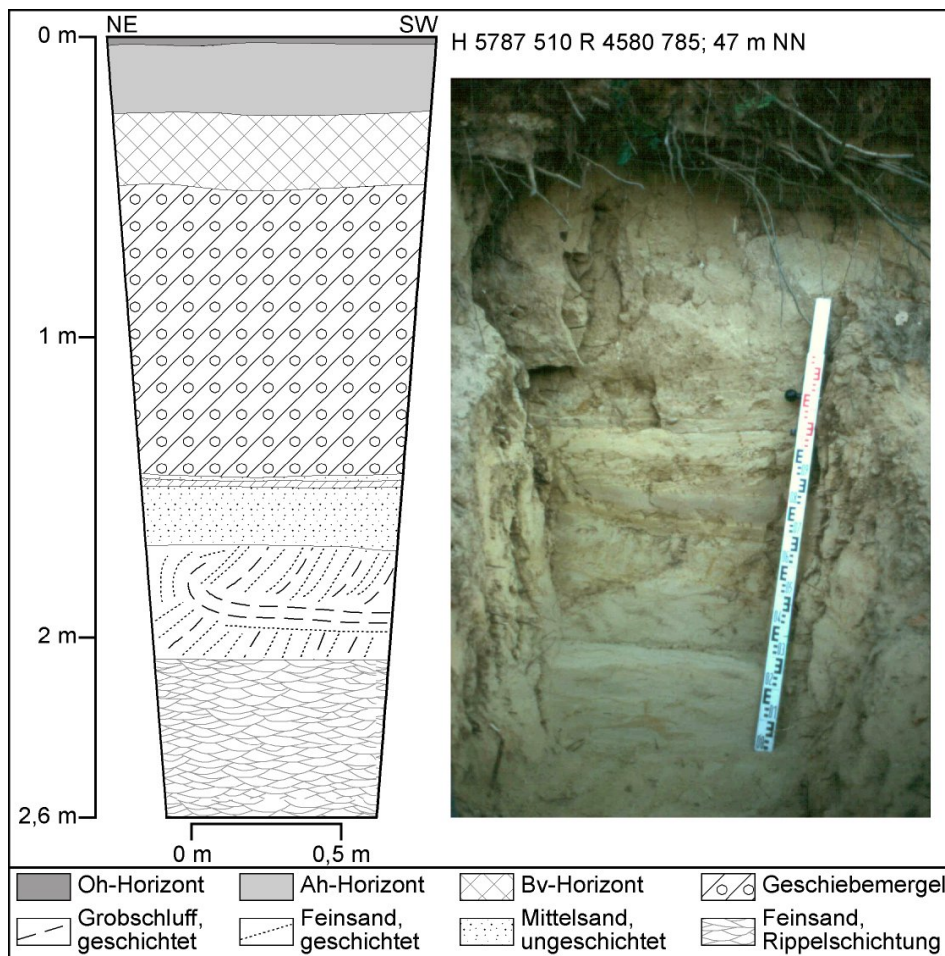 NE SW
0 m
H 5787 510 R 4580 785; 47 m NN
1 m
2 m
2,6 m
0 m 0,5 m
Oh-Horizont Ah-Horizont Bv-Horizont Geschiebemergel
Grobschluff, Feinsand, Mittelsand, Feinsand,
geschichtet geschichtet ungeschichtet Rippelschichtung